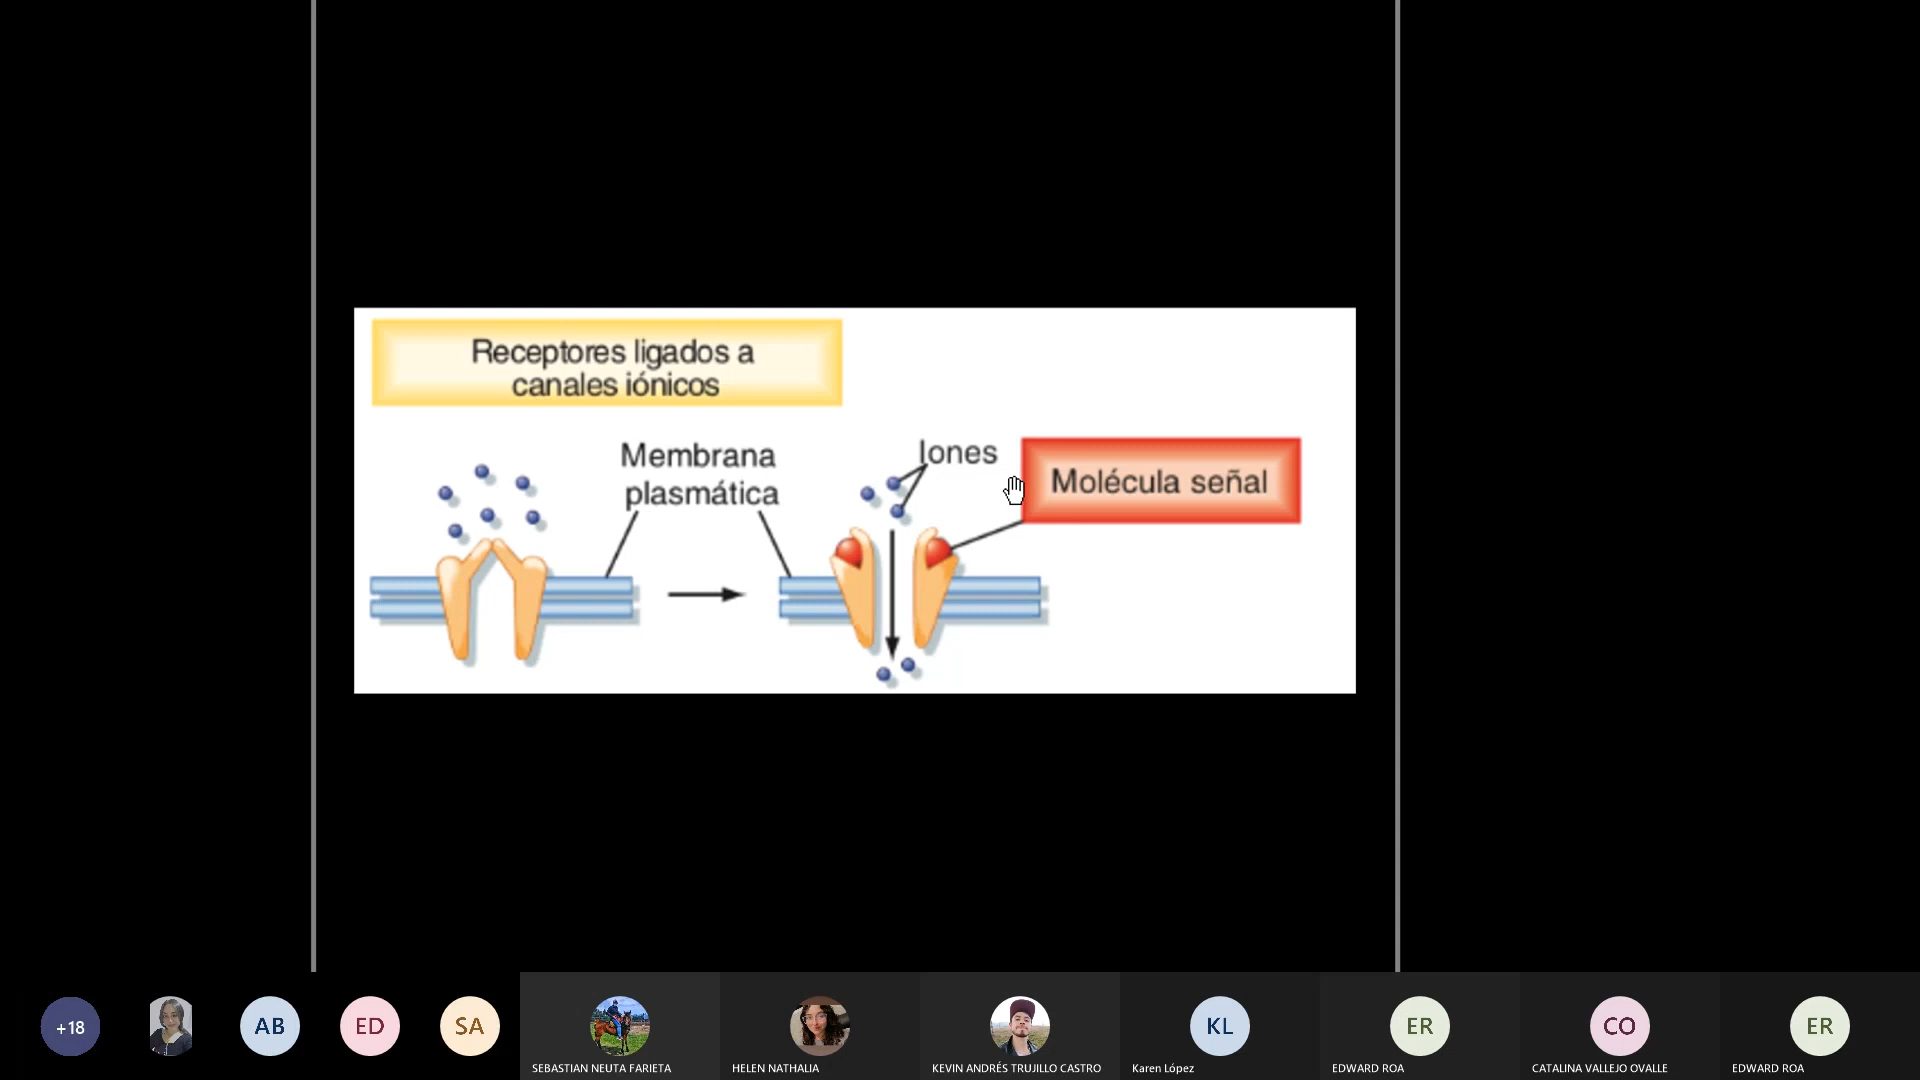 Receptores ligados a
canales iónicos
Membrana
plasmática
Iones
Molécula señal
+18
AB
ED
SA
SEBASTIAN NEUTA FARIETA
HELEN NATHALIA
KEVIN ANDRÉS TRUJILLO CASTRO
KL
Karen López
ER
EDWARD ROA
CO
CATALINA VALLEJO OVALLE
ER
EDWARD ROA